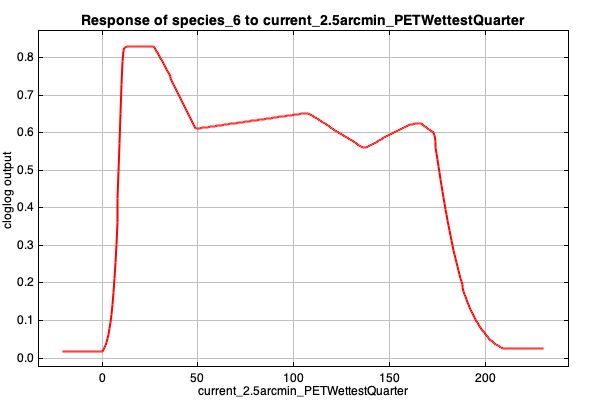 Response of species_6 to current_2.5arcmin_PETWettestQuarter
cloglog output
0.8
0.7
0.6
0.5
0.4
0.3
0.2
0.1
0.0
0 50 100 150 200
current_2.5arcmin_PETWettestQuarter